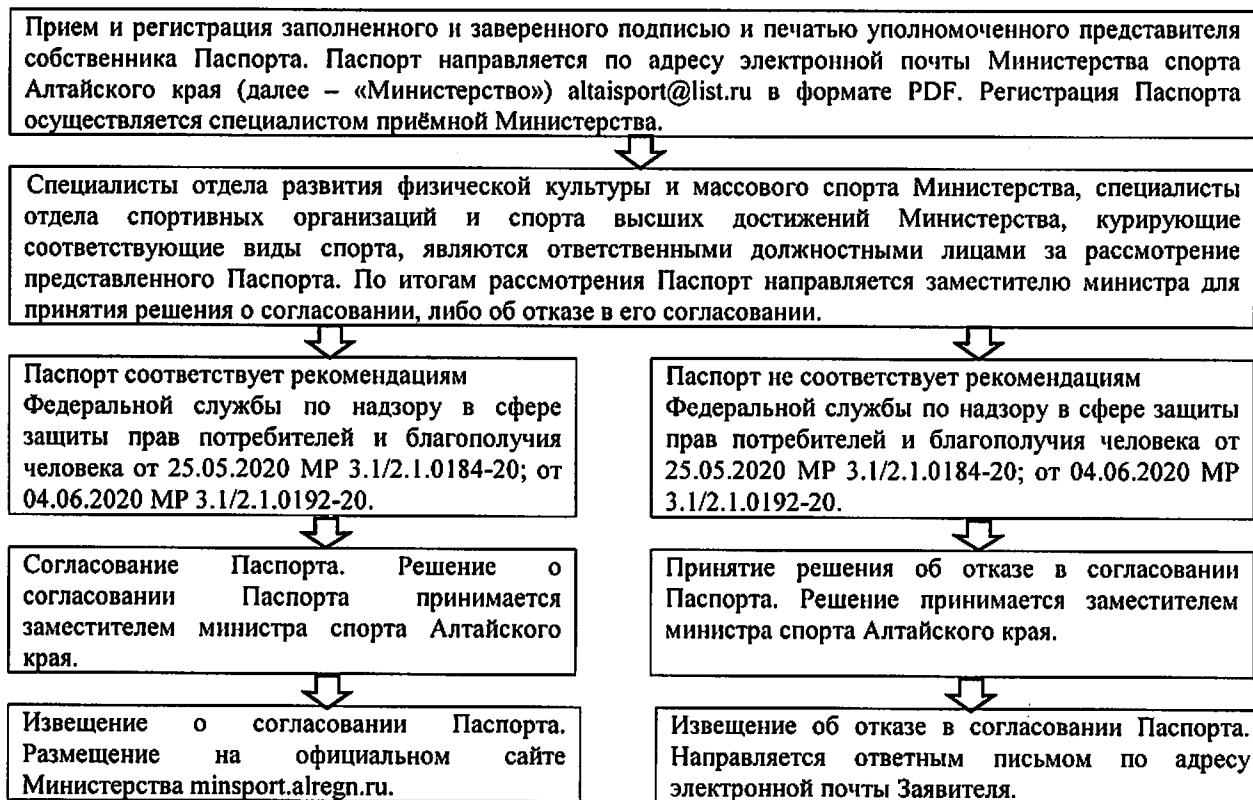 Прием и регистрация заполненного и заверенного подписью и печатью уполномоченного представителя
собственника Паспорта. Паспорт направляется по адресу электронной почты Министерства спорта
Алтайского края (далее – «Министерство») altaisport@list.ru в формате PDF. Регистрация Паспорта
осуществляется специалистом приёмной Министерства.
Специалисты отдела развития физической культуры и массового спорта Министерства, специалисты
отдела спортивных организаций и спорта высших достижений Министерства, курирующие
соответствующие виды спорта, являются ответственными должностными лицами за рассмотрение
представленного Паспорта. По итогам рассмотрения Паспорт направляется заместителю министра для
принятия решения о согласовании, либо об отказе в его согласовании.
Паспорт соответствует рекомендациям
Федеральной службы по надзору в сфере
защиты прав потребителей и благополучия
человека от 25.05.2020 МР 3.1/2.1.0184-20; от
04.06.2020 МР 3.1/2.1.0192-20.
Паспорт не соответствует рекомендациям
Федеральной службы по надзору в сфере защиты
прав потребителей и благополучия человека от
25.05.2020 МР 3.1/2.1.0184-20; от 04.06.2020 МР
3.1/2.1.0192-20.
Согласование Паспорта. Решение о
согласовании Паспорта принимается
заместителем министра спорта Алтайского
края.
Принятие решения об отказе в согласовании
Паспорта. Решение принимается заместителем
министра спорта Алтайского края.
Извещение о согласовании Паспорта.
Размещение на официальном сайте
Министерства minsport.alregn.ru.
Извещение об отказе в согласовании Паспорта.
Направляется ответным письмом по адресу
электронной почты Заявителя.